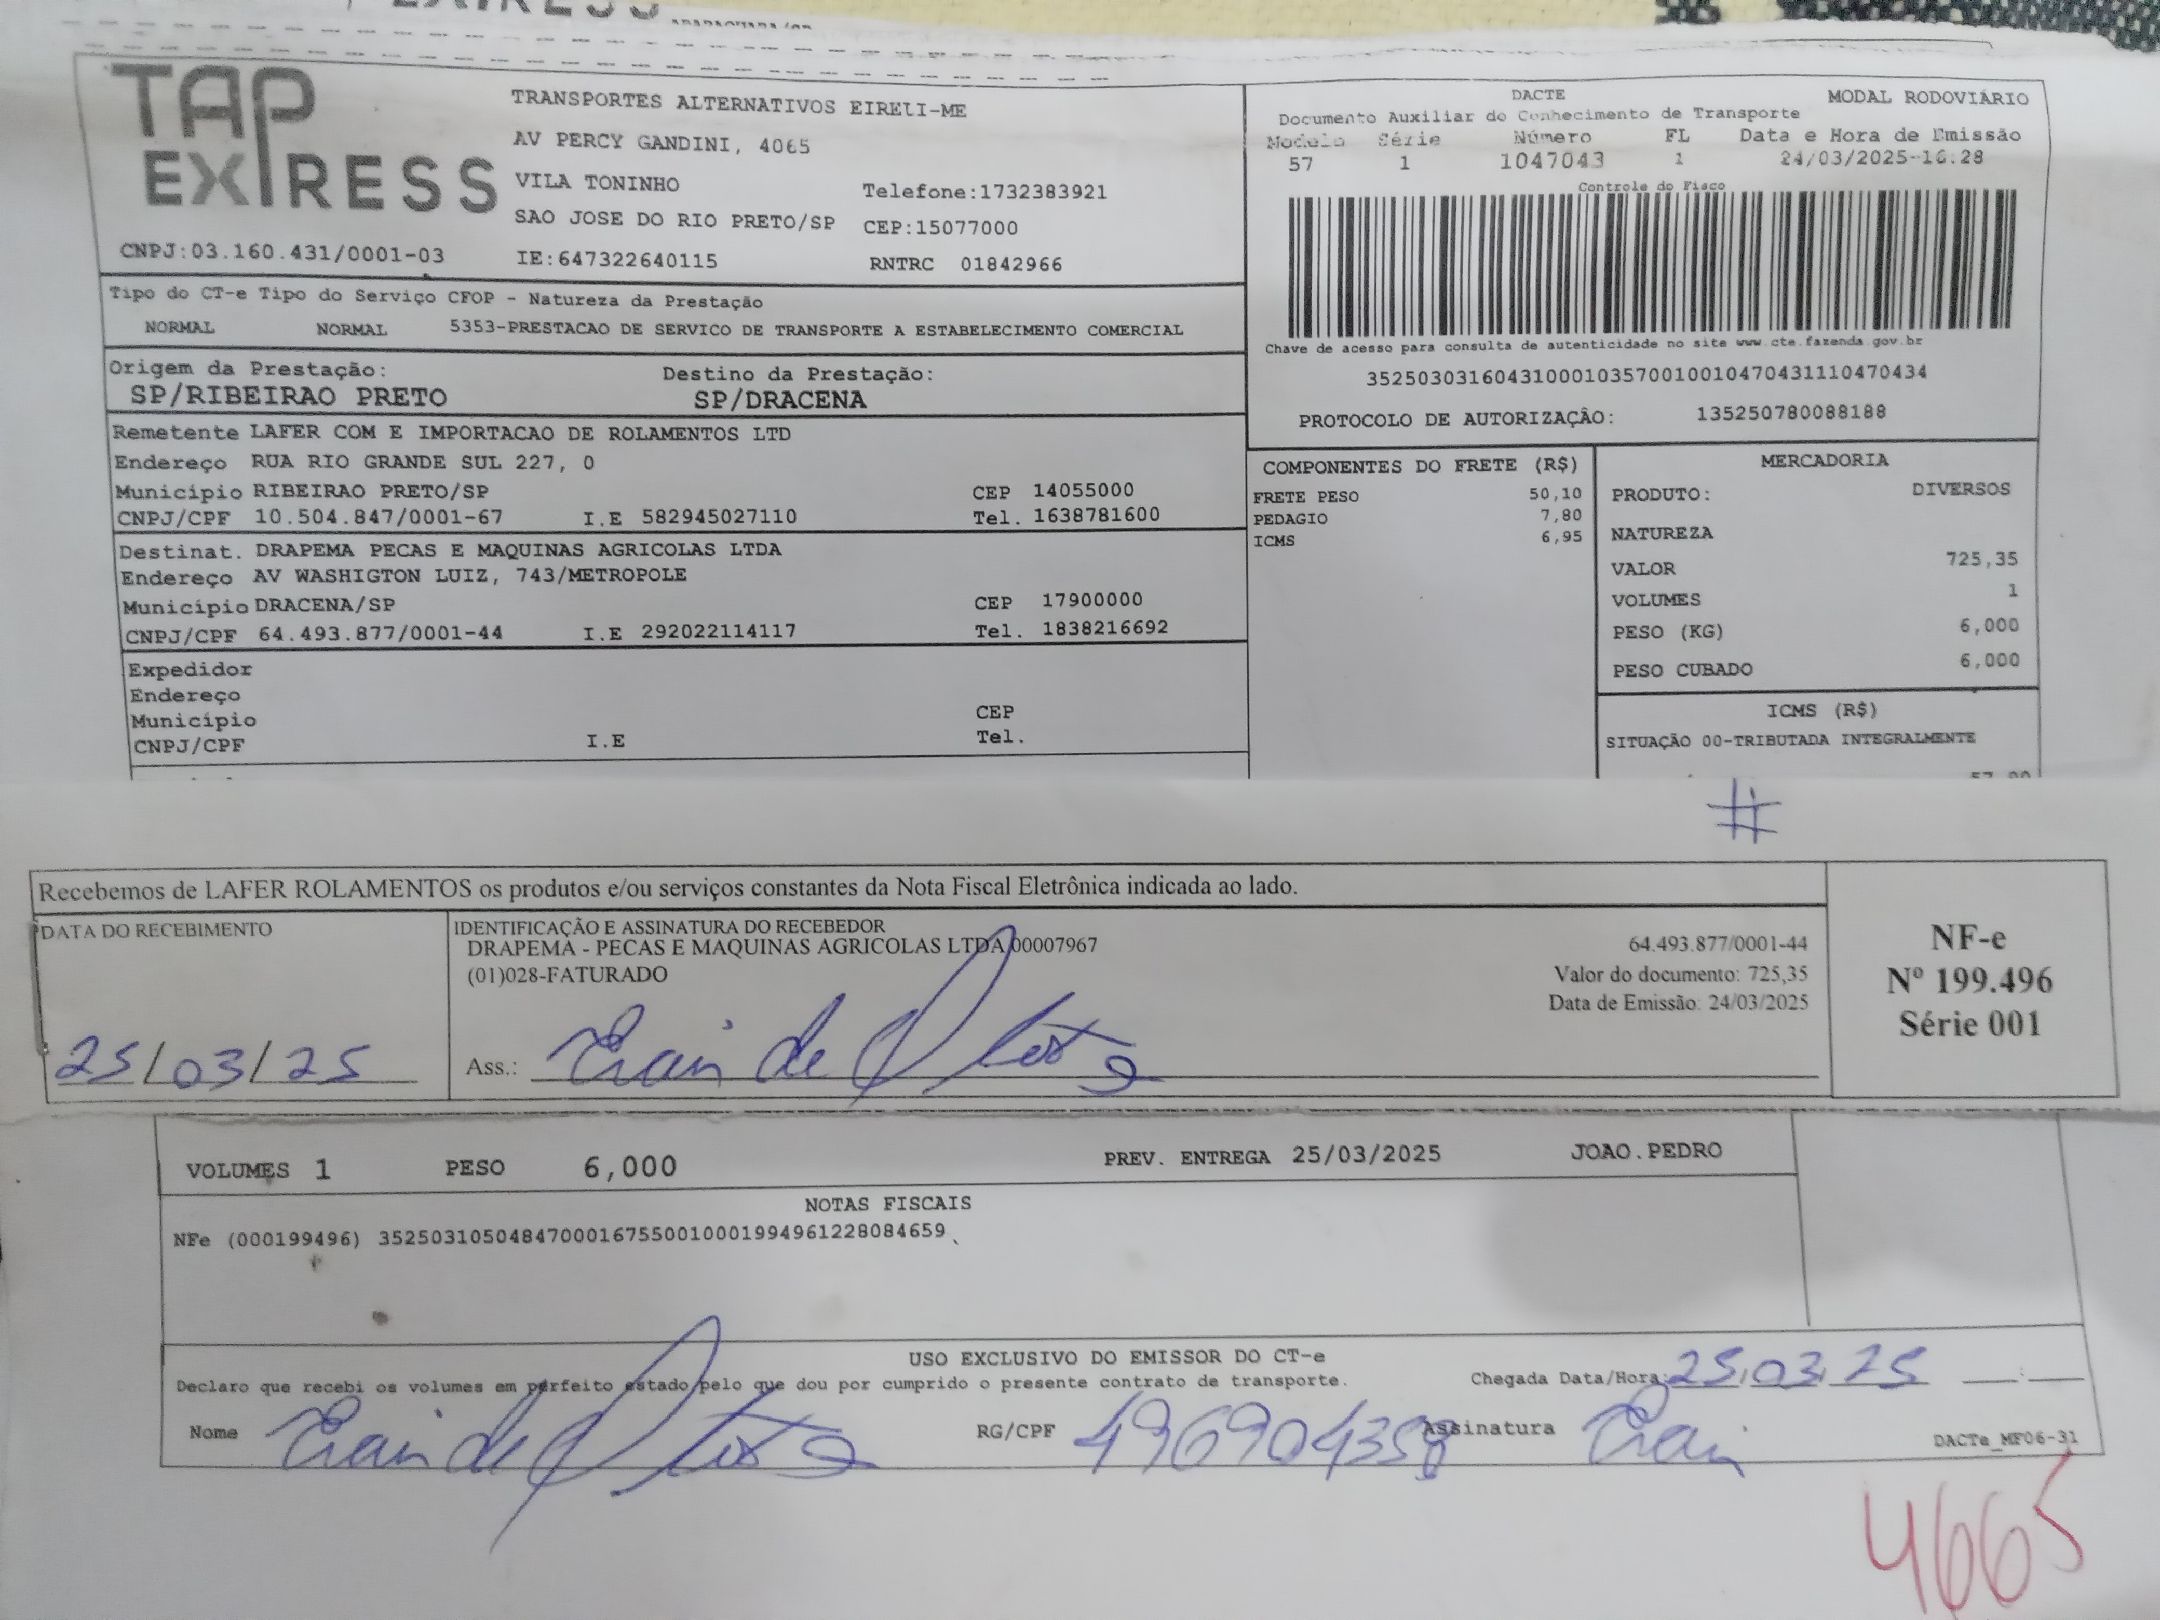 TAP
EXPRESS
TRANSPORTES ALTERNATIVOS EIRELI-ME
AV PERCY GANDINI, 4065
VILA TONINHO
Telefone:1732383921
SAO JOSE DO RIO PRETO/SP
CEP:15077000
CNPJ:03.160.431/0001-03
IE:647322640115
RNTRC 01842966
DACTE
MODAL RODOVIÁRIO
Documento Auxiliar do Conhecimento de Transporte
Modelo Série Número FL Data e Hora de Emissão
57 1 1047043 1 24/03/2025-16:28
Controle do Fisco
Chave de acesso para consulta de autenticidade no site www.cte.fazenda.gov.br
35250303160431000103570010010470431110470434
PROTOCOLO DE AUTORIZAÇÃO: 135250780088188
Tipo do CT-e Tipo do Serviço CFOP - Natureza da Prestação
NORMAL NORMAL 5353-PRESTACAO DE SERVICO DE TRANSPORTE A ESTABELECIMENTO COMERCIAL
Origem da Prestação: Destino da Prestação:
SP/RIBEIRAO PRETO SP/DRACENA
Remetente LAFER COM E IMPORTACAO DE ROLAMENTOS LTD
Endereço RUA RIO GRANDE SUL 227, 0
Município RIBEIRAO PRETO/SP CEP 14055000
CNPJ/CPF 10.504.847/0001-67 I.E 582945027110 Tel. 1638781600
Destinat. DRAPEMA PECAS E MAQUINAS AGRICOLAS LTDA
Endereço AV WASHIGTON LUIZ, 743/METROPOLE
Município DRACENA/SP CEP 17900000
CNPJ/CPF 64.493.877/0001-44 I.E 292022114117 Tel. 1838216692
Expedidor
Endereço
Município CEP
CNPJ/CPF I.E Tel.
COMPONENTES DO FRETE (R$)
FRETE PESO 50,10
PEDAGIO 7,80
ICMS 6,95
MERCADORIA
PRODUTO: DIVERSOS
NATUREZA
VALOR 725,35
VOLUMES 1
PESO (KG) 6,000
PESO CUBADO 6,000
ICMS (R$)
SITUAÇÃO 00-TRIBUTADA INTEGRALMENTE
#
Recebemos de LAFER ROLAMENTOS os produtos e/ou serviços constantes da Nota Fiscal Eletrônica indicada ao lado.
DATA DO RECEBIMENTO
25/03/25
IDENTIFICAÇÃO E ASSINATURA DO RECEBEDOR
DRAPEMA - PECAS E MAQUINAS AGRICOLAS LTDA 00007967
(01)028-FATURADO
64.493.877/0001-44
Valor do documento: 725,35
Data de Emissão: 24/03/2025
Ass.:
NF-e
Nº 199.496
Série 001
VOLUMES 1 PESO 6,000 PREV. ENTREGA 25/03/2025 JOAO.PEDRO
NOTAS FISCAIS
NFe (000199496) 35250310504847000167550010001994961228084659
USO EXCLUSIVO DO EMISSOR DO CT-e
Declaro que recebi os volumes em perfeito estado pelo que dou por cumprido o presente contrato de transporte.
Chegada Data/Hora: 25/03/25
Nome RG/CPF 496904358 Assinatura
DACTe_MF06-31
4665